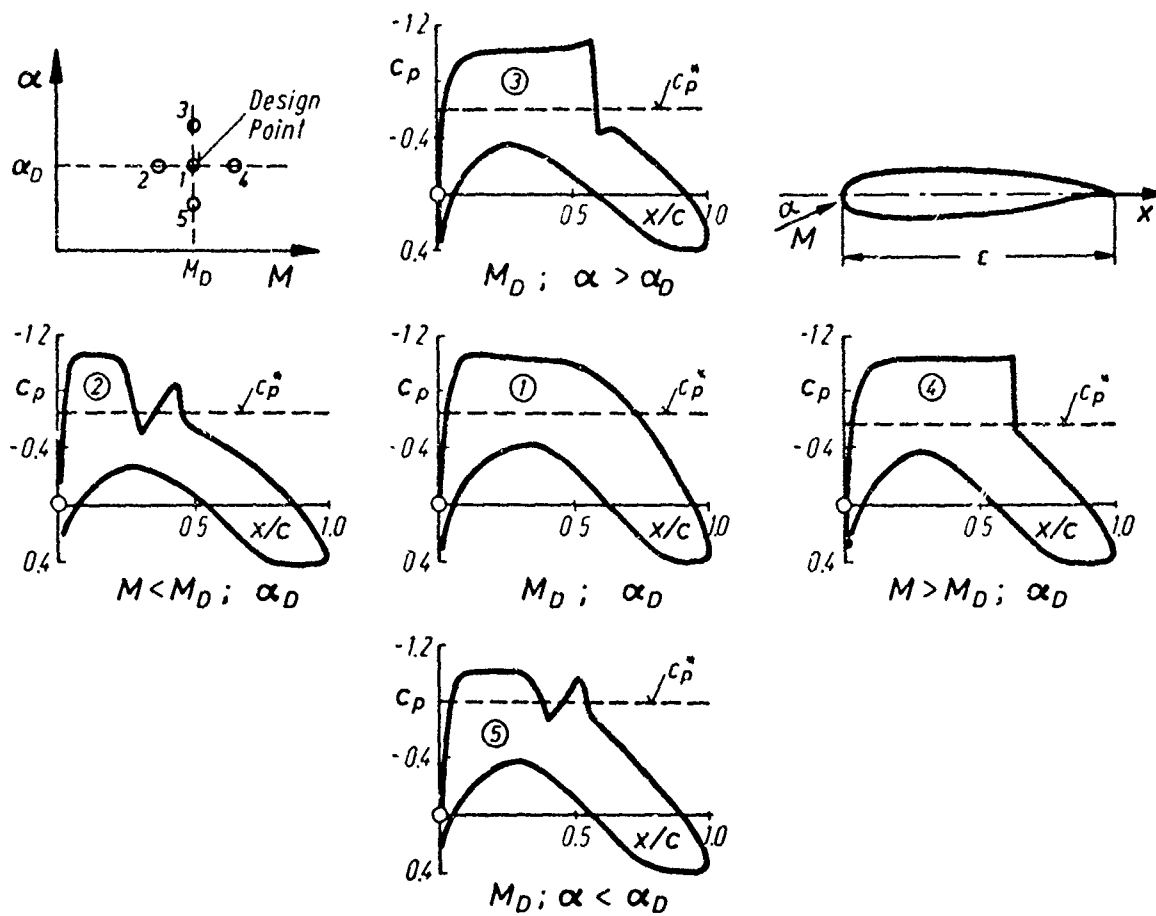 α
3
Design
Point
α_D
2
1
4
5
M_D
M
-1.2
c_p
③
c_p*
-0.4
0.5
x/c
1.0
0.4
M_D ; α > α_D
α
M
x
c
-1.2
c_p
②
c_p*
-0.4
0.5
x/c
1.0
0.4
M < M_D ; α_D
-1.2
c_p
①
c_p*
-0.4
0.5
x/c
1.0
0.4
M_D ; α_D
-1.2
c_p
④
c_p*
-0.4
0.5
x/c
1.0
0.4
M > M_D ; α_D
-1.2
c_p
⑤
c_p*
-0.4
0.5
x/c
1.0
0.4
M_D ; α < α_D